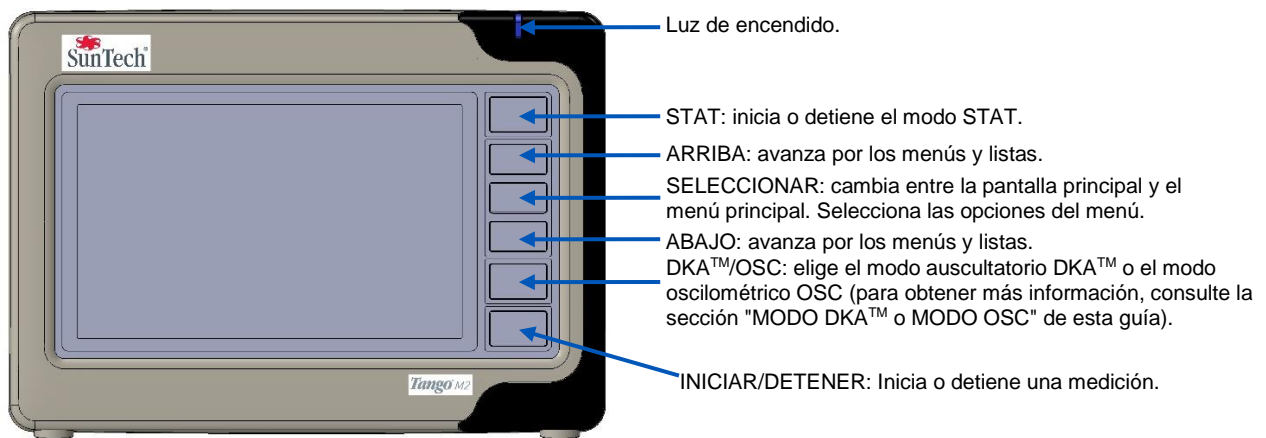 SunTech®
Luz de encendido.
STAT: inicia o detiene el modo STAT.
ARRIBA: avanza por los menús y listas.
SELECCIONAR: cambia entre la pantalla principal y el
menú principal. Selecciona las opciones del menú.
ABAJO: avanza por los menús y listas.
DKA™/OSC: elige el modo auscultatorio DKA™ o el modo
oscilométrico OSC (para obtener más información, consulte la
sección "MODO DKA™ o MODO OSC" de esta guía).
INICIAR/DETENER: Inicia o detiene una medición.
Tango M2